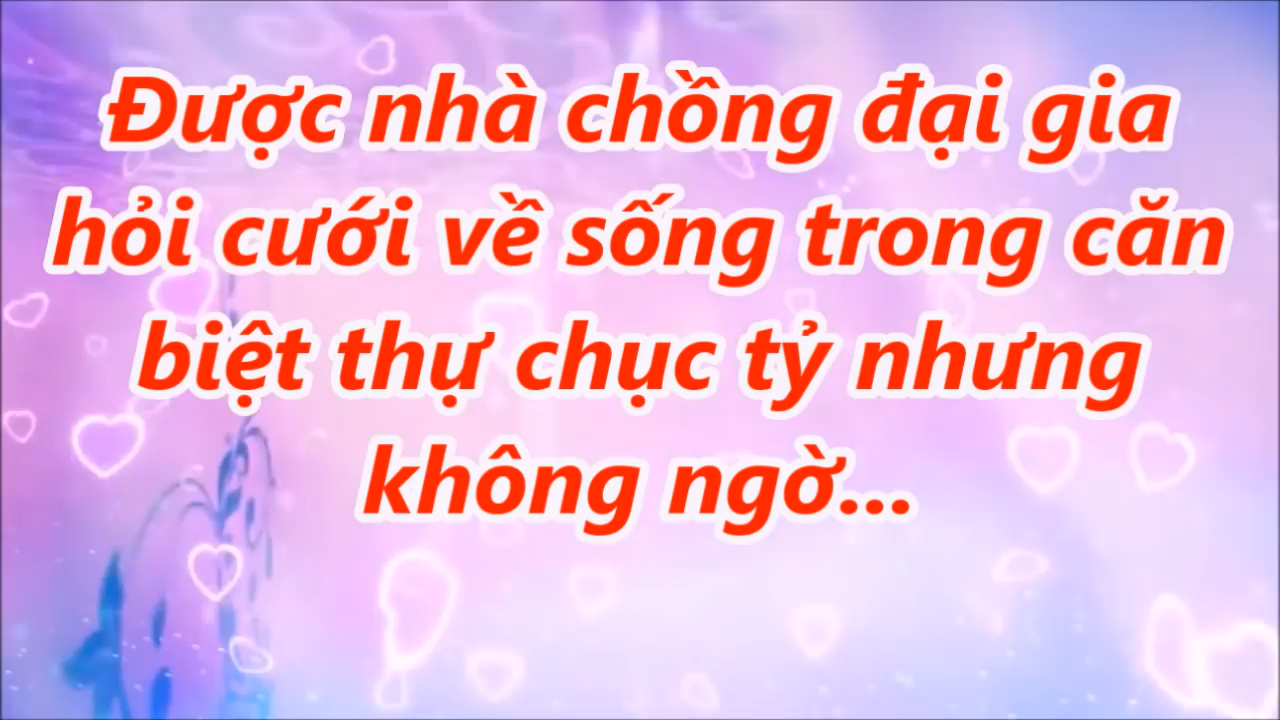 Được nhà chồng đại gia
hỏi cưới về sống trong căn
biệt thự chục tỷ nhưng
không ngờ...